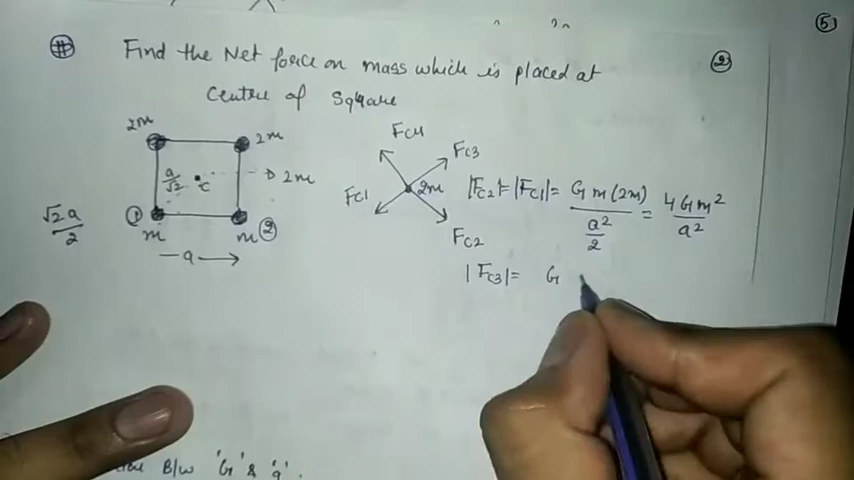 5
# Find the Net force on mass which is placed at 2
Centre of Square
2m 2m
a/√2 c 2m
√2a/2
1 m m 2
a
FC4 FC3
2m
FC1 FC2
|FC2| = |FC1| = Gm(2m)/(a²/2) = 4Gm²/a²
|FC3| = G
B/w 'G' & 'g'.